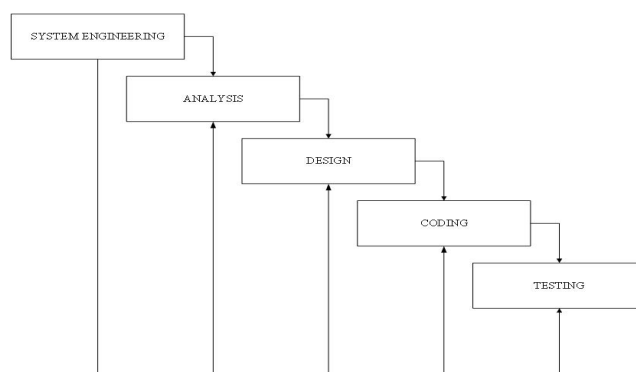 SYSTEM ENGINEERING
ANALYSIS
DESIGN
CODING
TESTING